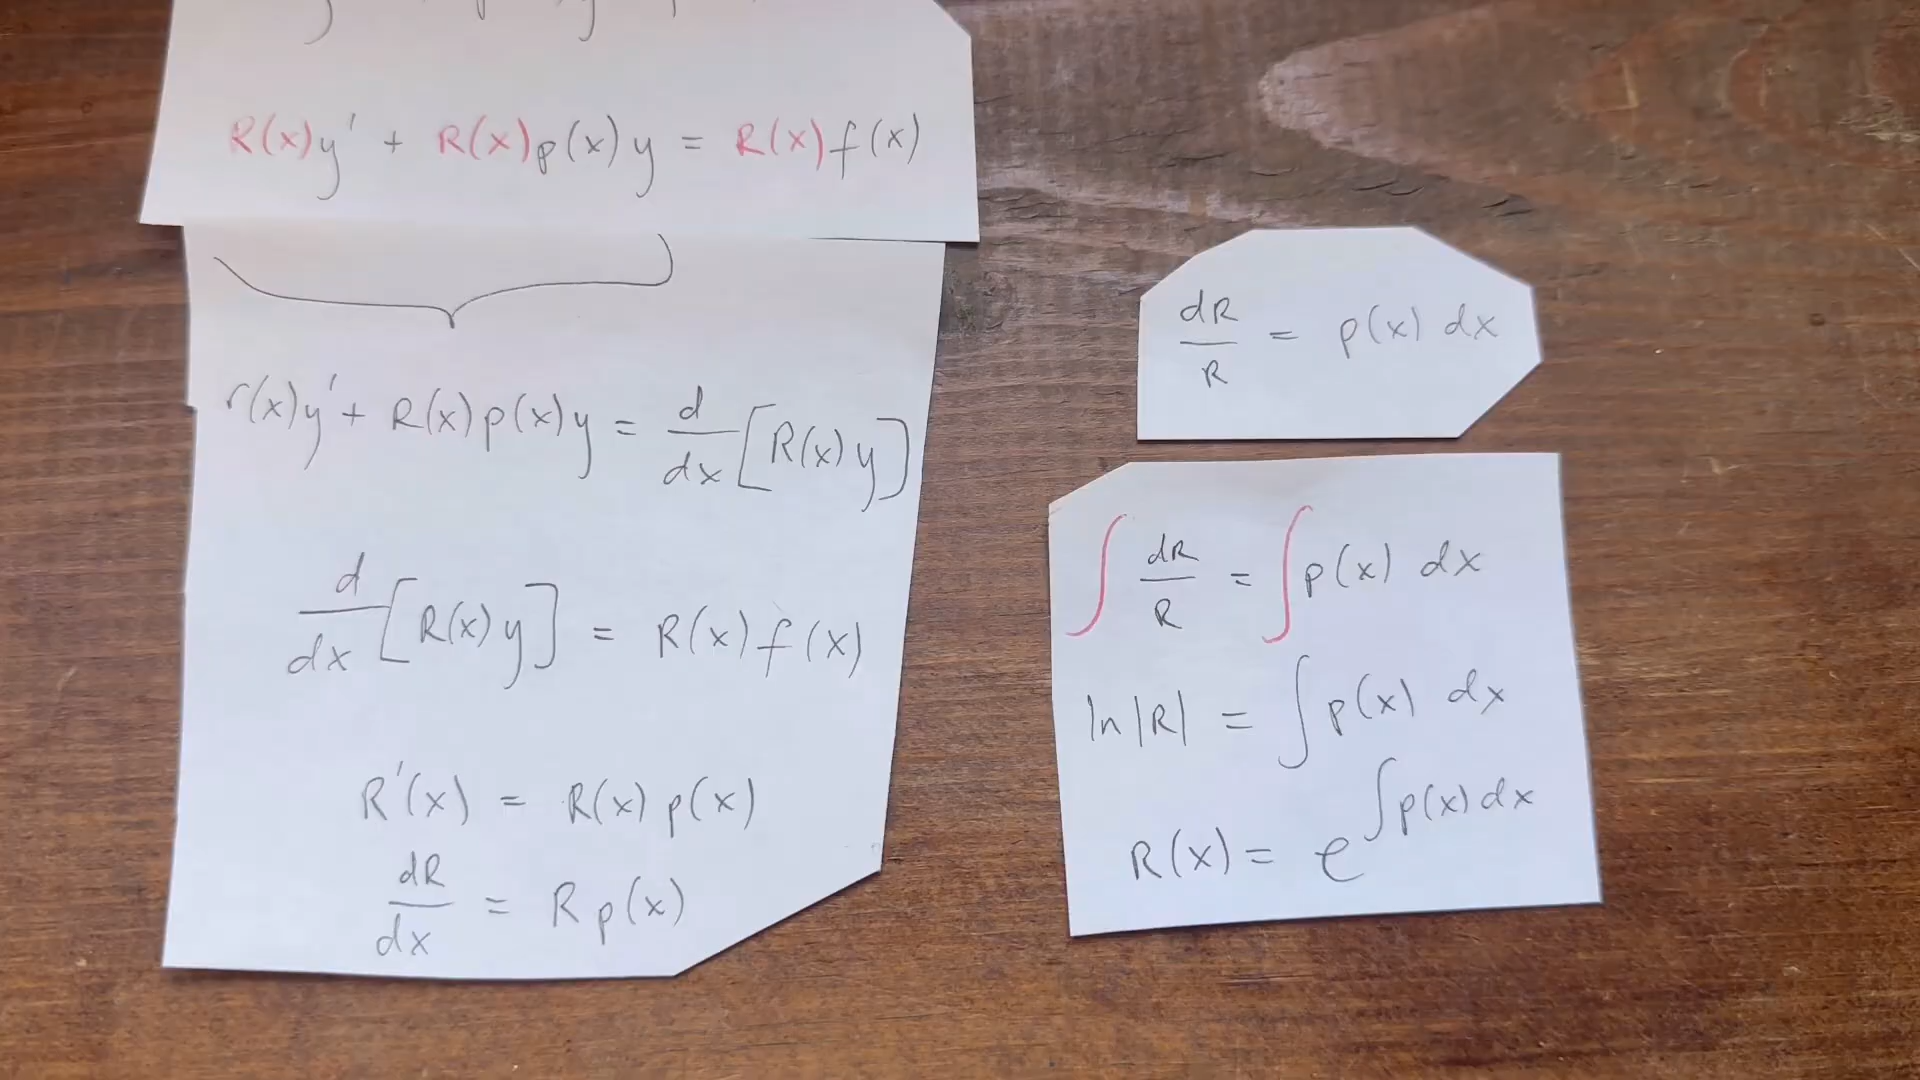 R(x)y' + R(x)p(x)y = R(x)f(x)
r(x)y' + R(x)p(x)y = d/dx [R(x)y]
d/dx [R(x)y] = R(x)f(x)
R'(x) = R(x)p(x)
dR/dx = Rp(x)
dR/R = p(x) dx
∫ dR/R = ∫ p(x) dx
ln|R| = ∫ p(x) dx
R(x) = e^∫p(x)dx